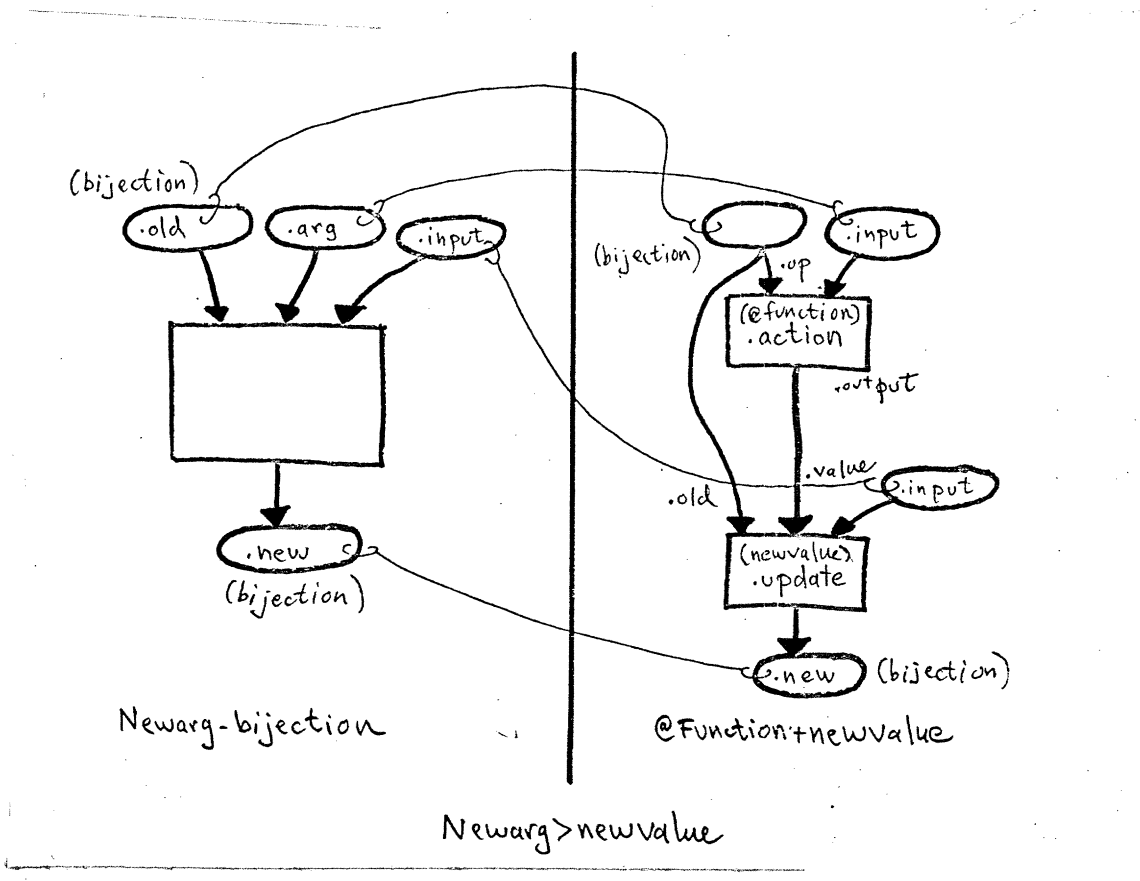 (bijection)
.old
.arg
.input
.new
(bijection)
Newarg-bijection
(bijection)
.input
.up
(@function)
.action
.output
.old
.value
.input
(newvalue)
.update
.new
(bijection)
@Function+newvalue
Newarg>newvalue